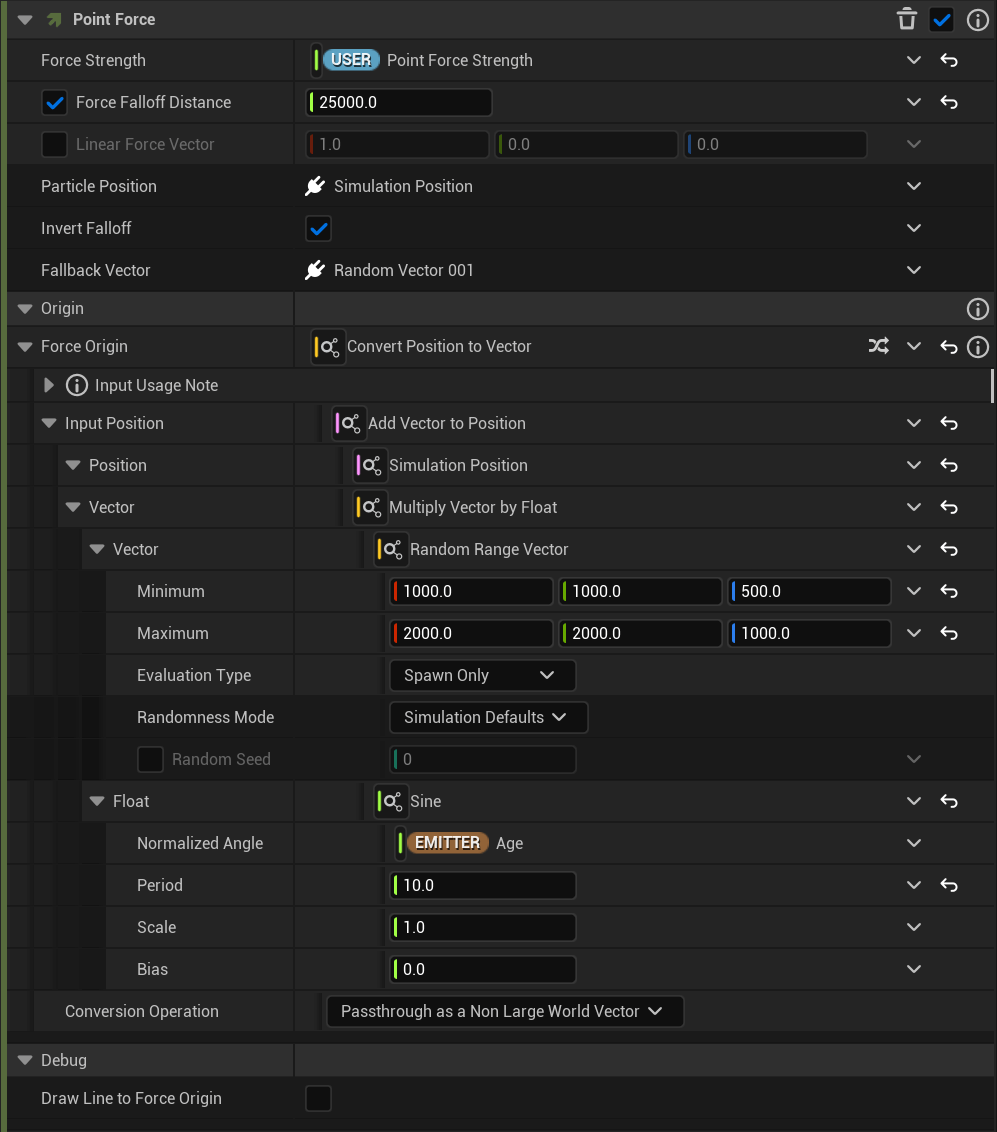 Point Force
Force Strength USER Point Force Strength
Force Falloff Distance 25000.0
Linear Force Vector 1.0 0.0 0.0
Particle Position Simulation Position
Invert Falloff
Fallback Vector Random Vector 001
Origin
Force Origin Convert Position to Vector
Input Usage Note
Input Position Add Vector to Position
Position Simulation Position
Vector Multiply Vector by Float
Vector Random Range Vector
Minimum 1000.0 1000.0 500.0
Maximum 2000.0 2000.0 1000.0
Evaluation Type Spawn Only
Randomness Mode Simulation Defaults
Random Seed 0
Float Sine
Normalized Angle EMITTER Age
Period 10.0
Scale 1.0
Bias 0.0
Conversion Operation Passthrough as a Non Large World Vector
Debug
Draw Line to Force Origin